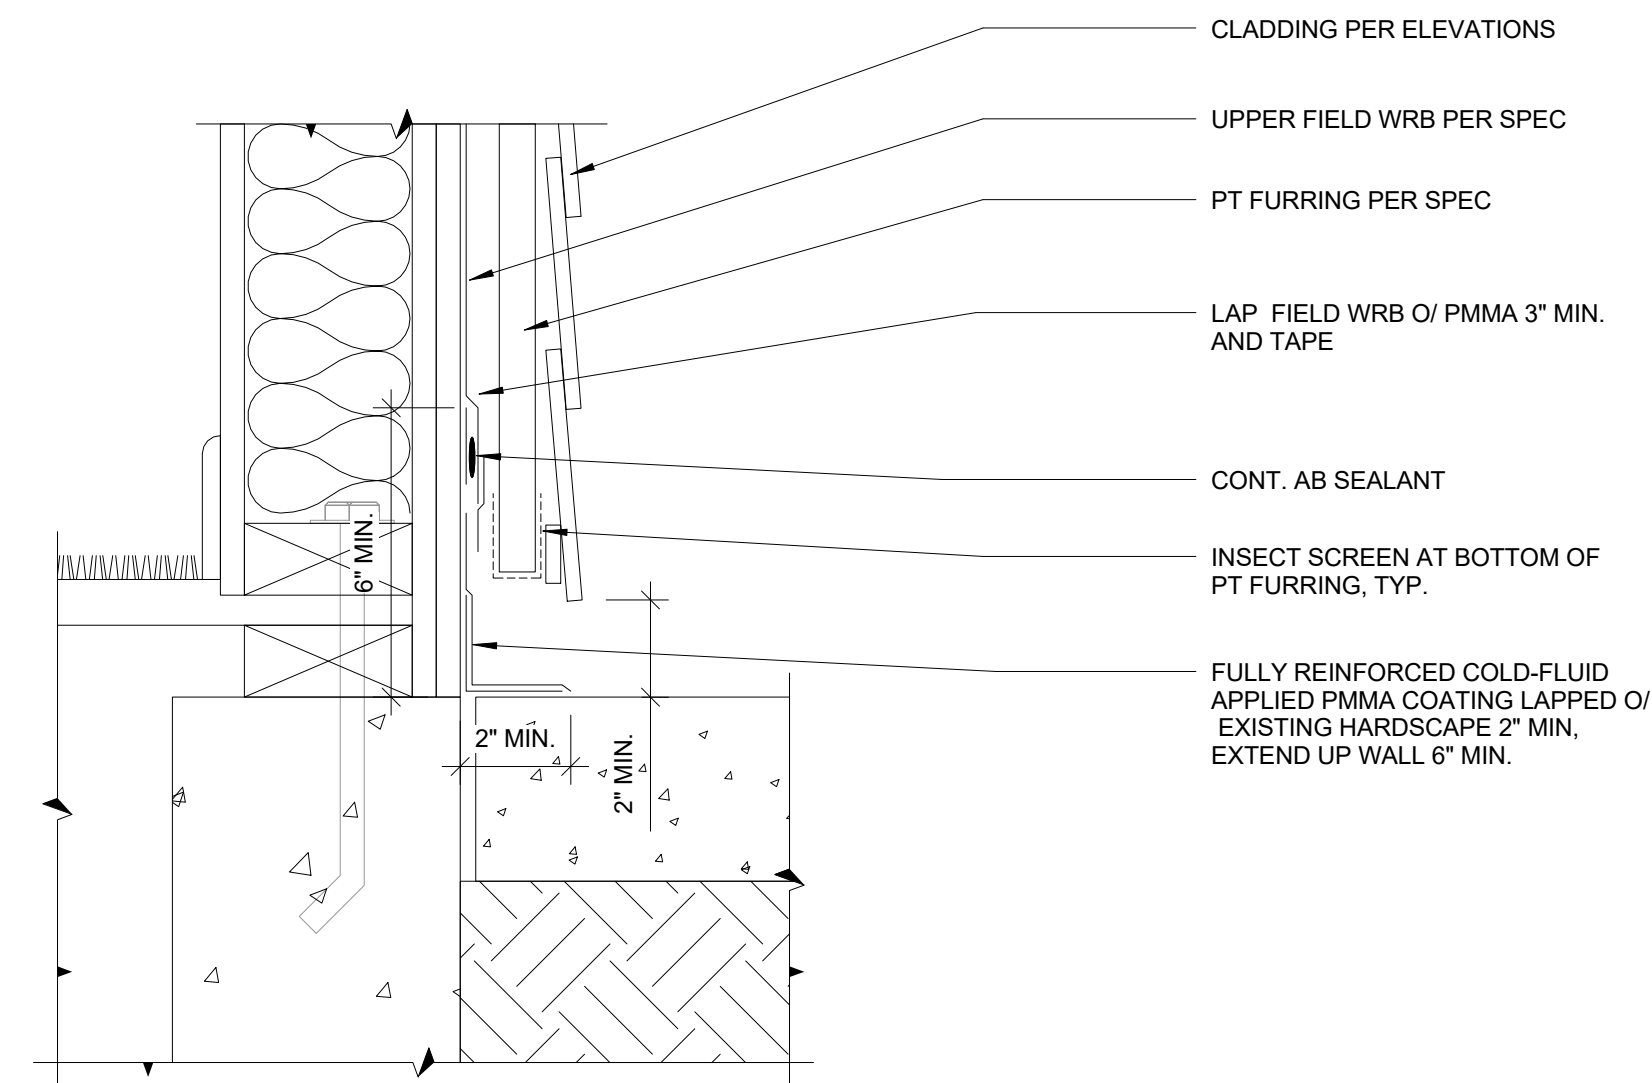 CLADDING PER ELEVATIONS
UPPER FIELD WRB PER SPEC
PT FURRING PER SPEC
LAP FIELD WRB O/ PMMA 3" MIN.
AND TAPE
CONT. AB SEALANT
INSECT SCREEN AT BOTTOM OF
PT FURRING, TYP.
FULLY REINFORCED COLD-FLUID
APPLIED PMMA COATING LAPPED O/
EXISTING HARDSCAPE 2" MIN,
EXTEND UP WALL 6" MIN.
6" MIN.
2" MIN.
2" MIN.